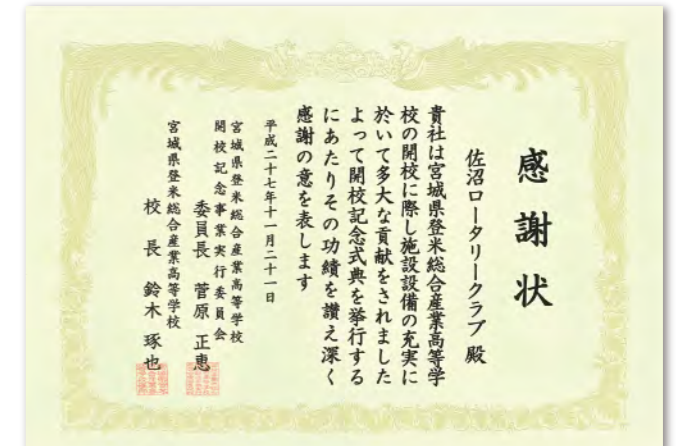 感謝状
佐沼ロータリークラブ 殿
貴社は宮城県登米総合産業高等学
校の開校に際し施設設備の充実に
於いて多大な貢献をされました
よって開校記念式典を挙行する
にあたりその功績を讃え深く
感謝の意を表します
平成二十七年十一月二十一日
宮城県登米総合産業高等学校
開校記念事業実行委員会
委員長 菅原 正恵
宮城県登米総合産業高等学校
校長 鈴木 琢也